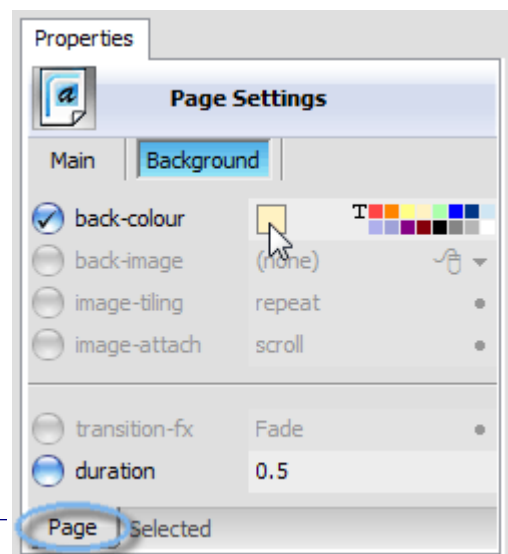 Properties
a
Page Settings
Main Background
back-colour T
back-image (none)
image-tiling repeat
image-attach scroll
transition-fx Fade
duration 0.5
Page Selected